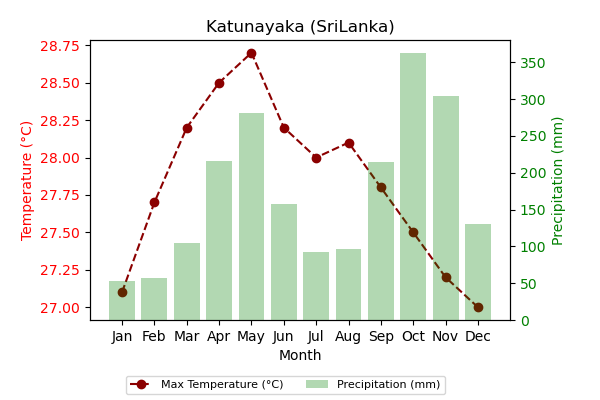 Katunayaka (SriLanka)
28.75
28.50
28.25
28.00
27.75
27.50
27.25
27.00
Temperature (°C)
350
300
250
200
150
100
50
0
Precipitation (mm)
Jan Feb Mar Apr May Jun Jul Aug Sep Oct Nov Dec
Month
Max Temperature (°C) Precipitation (mm)